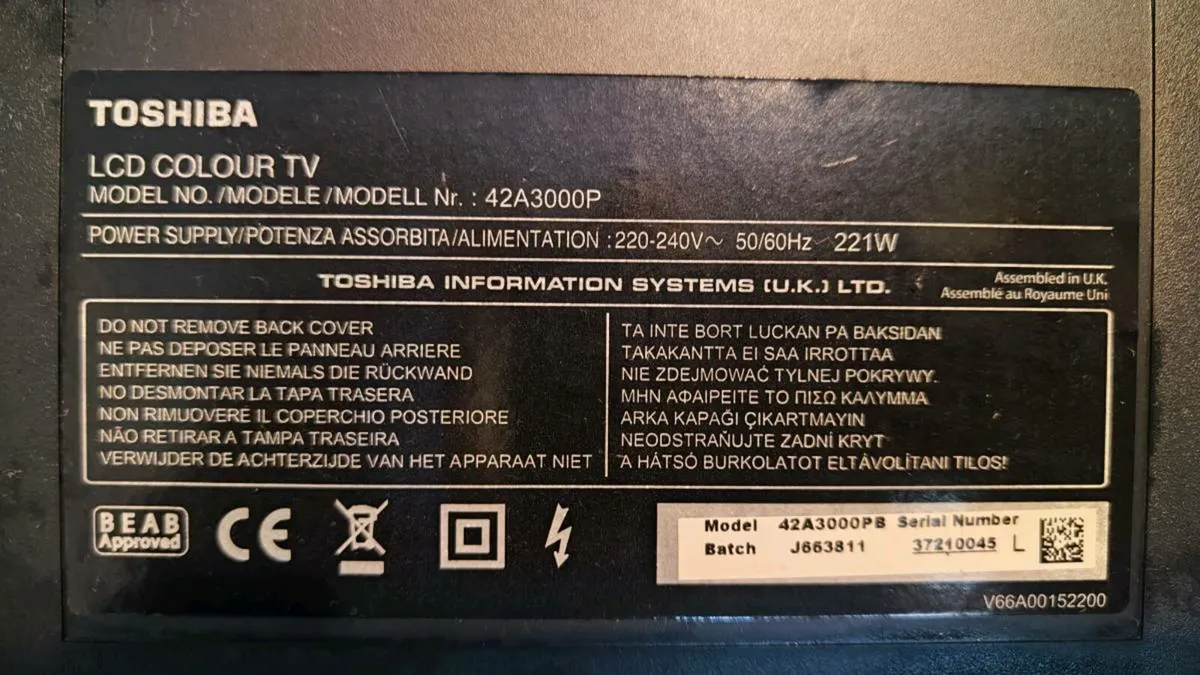 TOSHIBA
LCD COLOUR TV
MODEL NO./MODELE/MODELL Nr. : 42A3000P
POWER SUPPLY/POTENZA ASSORBITA/ALIMENTATION :220-240V~ 50/60Hz 221W
TOSHIBA INFORMATION SYSTEMS (U.K.) LTD.
Assembled in U.K.
Assemblé au Royaume Uni
DO NOT REMOVE BACK COVER
NE PAS DEPOSER LE PANNEAU ARRIERE
ENTFERNEN SIE NIEMALS DIE RÜCKWAND
NO DESMONTAR LA TAPA TRASERA
NON RIMUOVERE IL COPERCHIO POSTERIORE
NÃO RETIRAR A TAMPA TRASEIRA
VERWIJDER DE ACHTERZIJDE VAN HET APPARAAT NIET
TA INTE BORT LUCKAN PA BAKSIDAN
TAKAKANTTA EI SAA IRROTTAA
NIE ZDEJMOWAĆ TYLNEJ POKRYWY.
ΜΗΝ ΑΦΑΙΡΕΙΤΕ ΤΟ ΠΙΣΩ ΚΑΛΥΜΜΑ
ARKA KAPAĞI ÇIKARTMAYIN
NEODSTRAŇUJTE ZADNÍ KRYT
A HÁTSÓ BURKOLATOT ELTÁVOLÍTANI TILOS!
BEAB
Approved
CE
Model 42A3000PB Serial Number
Batch J663811 37210045 L
V66A00152200